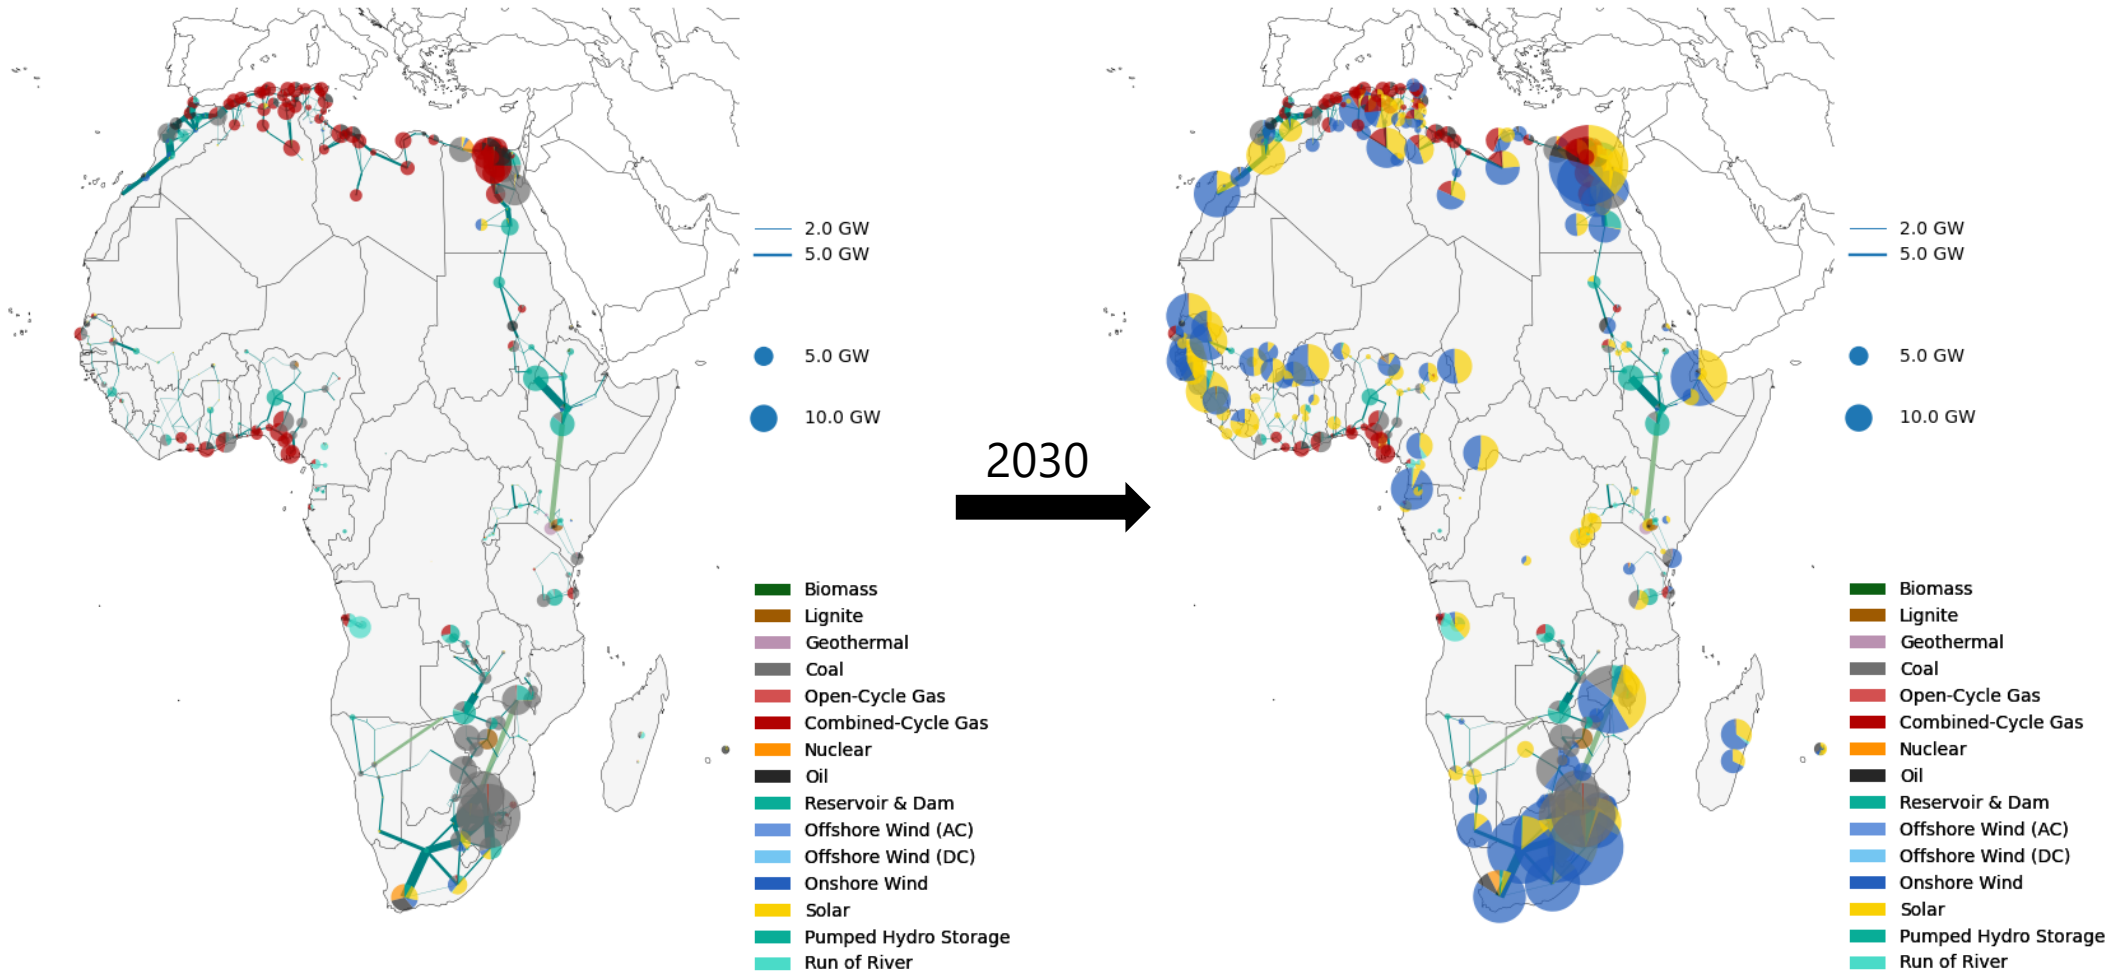 2.0 GW
5.0 GW
5.0 GW
10.0 GW
Biomass
Lignite
Geothermal
Coal
Open-Cycle Gas
Combined-Cycle Gas
Nuclear
Oil
Reservoir & Dam
Offshore Wind (AC)
Offshore Wind (DC)
Onshore Wind
Solar
Pumped Hydro Storage
Run of River
2030
2.0 GW
5.0 GW
5.0 GW
10.0 GW
Biomass
Lignite
Geothermal
Coal
Open-Cycle Gas
Combined-Cycle Gas
Nuclear
Oil
Reservoir & Dam
Offshore Wind (AC)
Offshore Wind (DC)
Onshore Wind
Solar
Pumped Hydro Storage
Run of River